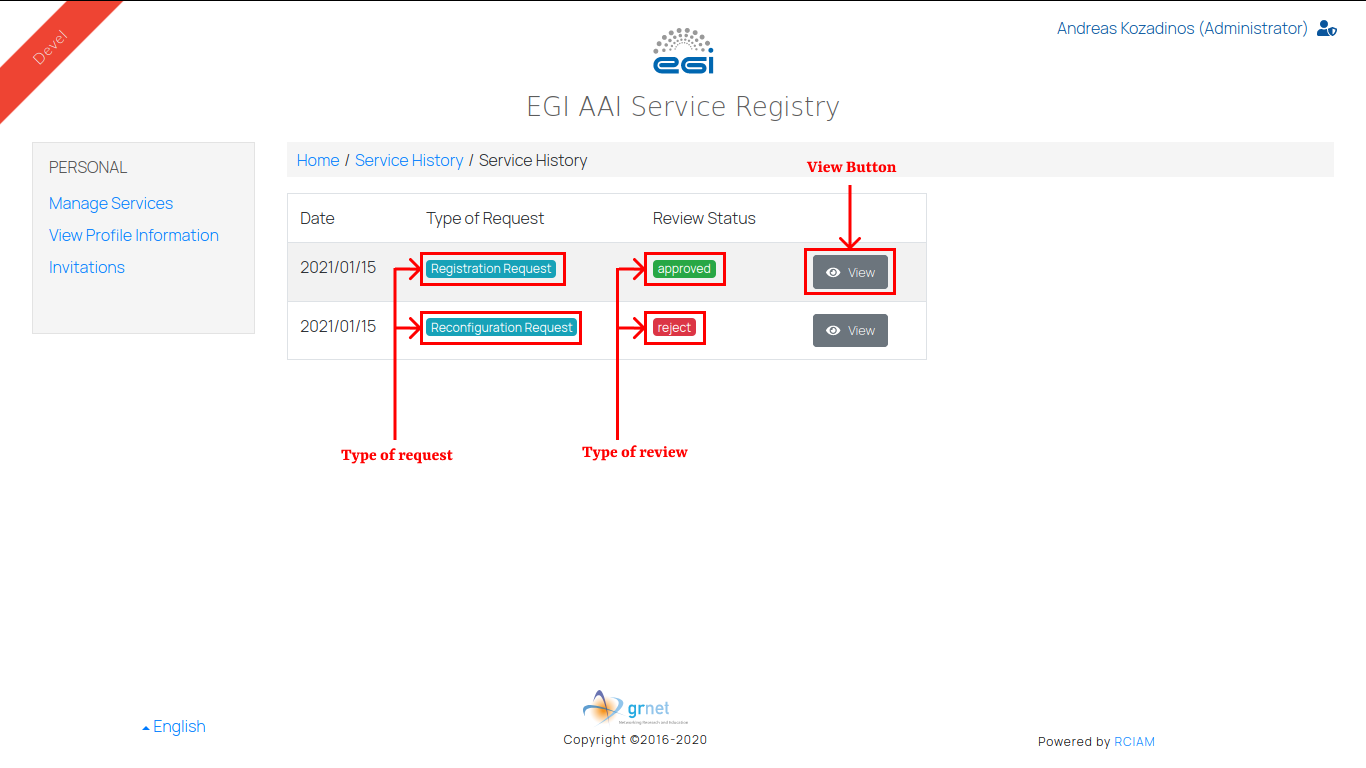 Devel
Andreas Kozadinos (Administrator)
egi
EGI AAI Service Registry
PERSONAL
Manage Services
View Profile Information
Invitations
Home / Service History / Service History
View Button
Date Type of Request Review Status
2021/01/15 Registration Request approved View
2021/01/15 Reconfiguration Request reject View
Type of request
Type of review
English
grnet
Networking Research and Education
Copyright ©2016-2020
Powered by RCIAM